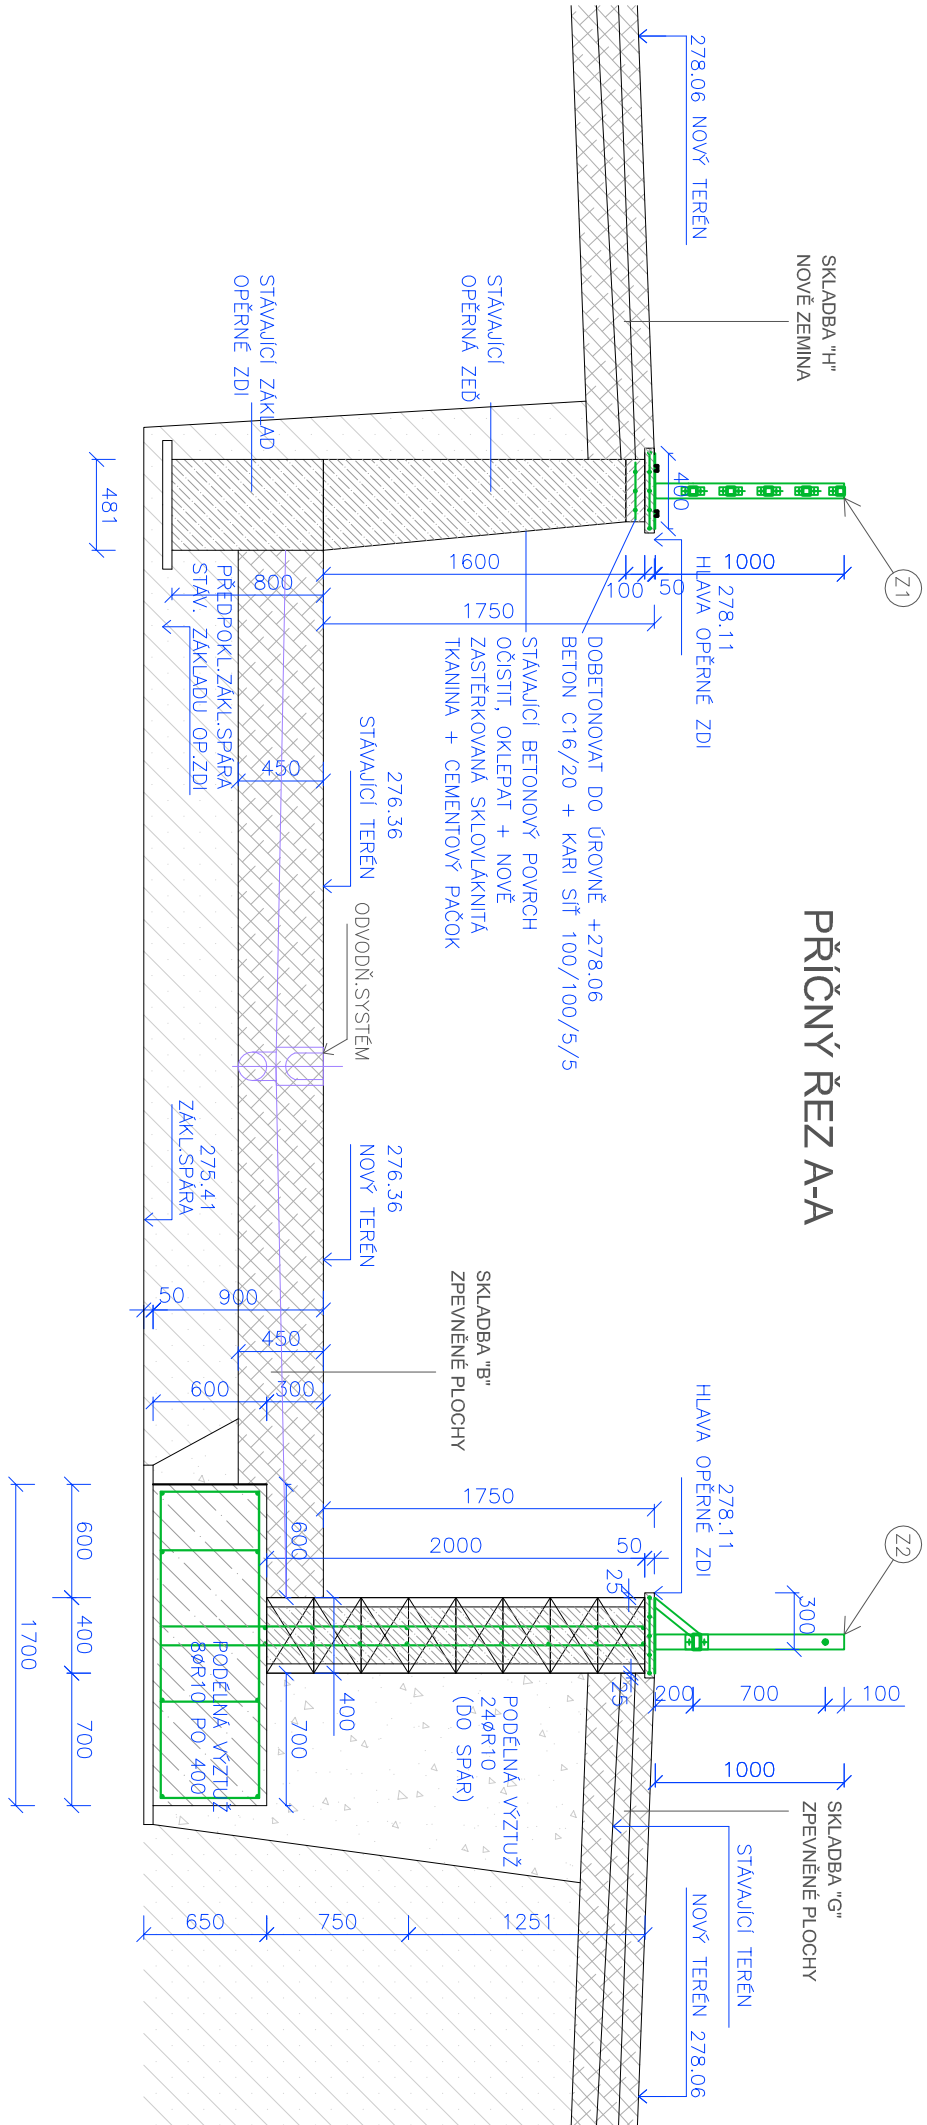 PŘÍČNÝ ŘEZ A-A
Z1
Z2
SKLADBA "H"
NOVĚ ZEMINA
278.06 NOVÝ TERÉN
STÁVAJÍCÍ
OPĚRNÁ ZEĎ
STÁVAJÍCÍ ZÁKLAD
OPĚRNÉ ZDI
481
400
1000
50
100
1600
1750
800
450
278.11
HLAVA OPĚRNÉ ZDI
DOBETONOVAT DO ÚROVNĚ +278.06
BETON C16/20 + KARI SÍŤ 100/100/5/5
STÁVAJÍCÍ BETONOVÝ POVRCH
OČISTIT, OKLEPAT + NOVĚ
ZASTĚRKOVANÁ SKLOVLÁKNITÁ
TKANINA + CEMENTOVÝ PAČOK
PŘEDPOKL.ZÁKL.SPÁRA
STÁV. ZÁKLADU OP.ZDI
276.36
STÁVAJÍCÍ TERÉN
ODVODŇ.SYSTÉM
276.36
NOVÝ TERÉN
275.41
ZÁKL.SPÁRA
SKLADBA "B"
ZPEVNĚNÉ PLOCHY
50
900
450
600
300
278.11
HLAVA OPĚRNÉ ZDI
1750
2000
50
25
25
300
200
700
100
1000
600
400
700
600
400
700
1700
PODÉLNÁ VÝZTUŽ
8ØR10 PO 400
PODÉLNÁ VÝZTUŽ
24ØR10
(DO SPÁR)
SKLADBA "G"
ZPEVNĚNÉ PLOCHY
STÁVAJÍCÍ TERÉN
NOVÝ TERÉN 278.06
650
750
1251